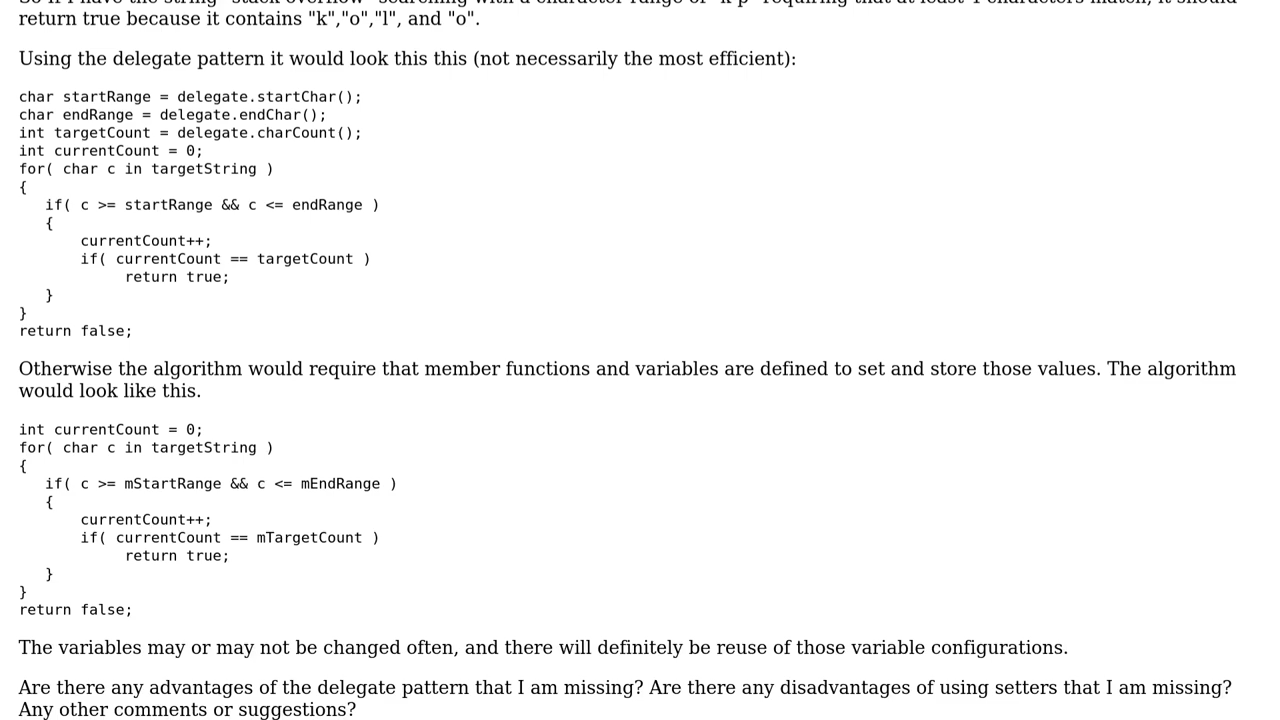 return true because it contains "k","o","l", and "o".
Using the delegate pattern it would look this this (not necessarily the most efficient):
char startRange = delegate.startChar();
char endRange = delegate.endChar();
int targetCount = delegate.charCount();
int currentCount = 0;
for( char c in targetString )
{
if( c >= startRange && c <= endRange )
{
currentCount++;
if( currentCount == targetCount )
return true;
}
}
return false;
Otherwise the algorithm would require that member functions and variables are defined to set and store those values. The algorithm
would look like this.
int currentCount = 0;
for( char c in targetString )
{
if( c >= mStartRange && c <= mEndRange )
{
currentCount++;
if( currentCount == mTargetCount )
return true;
}
}
return false;
The variables may or may not be changed often, and there will definitely be reuse of those variable configurations.
Are there any advantages of the delegate pattern that I am missing? Are there any disadvantages of using setters that I am missing?
Any other comments or suggestions?